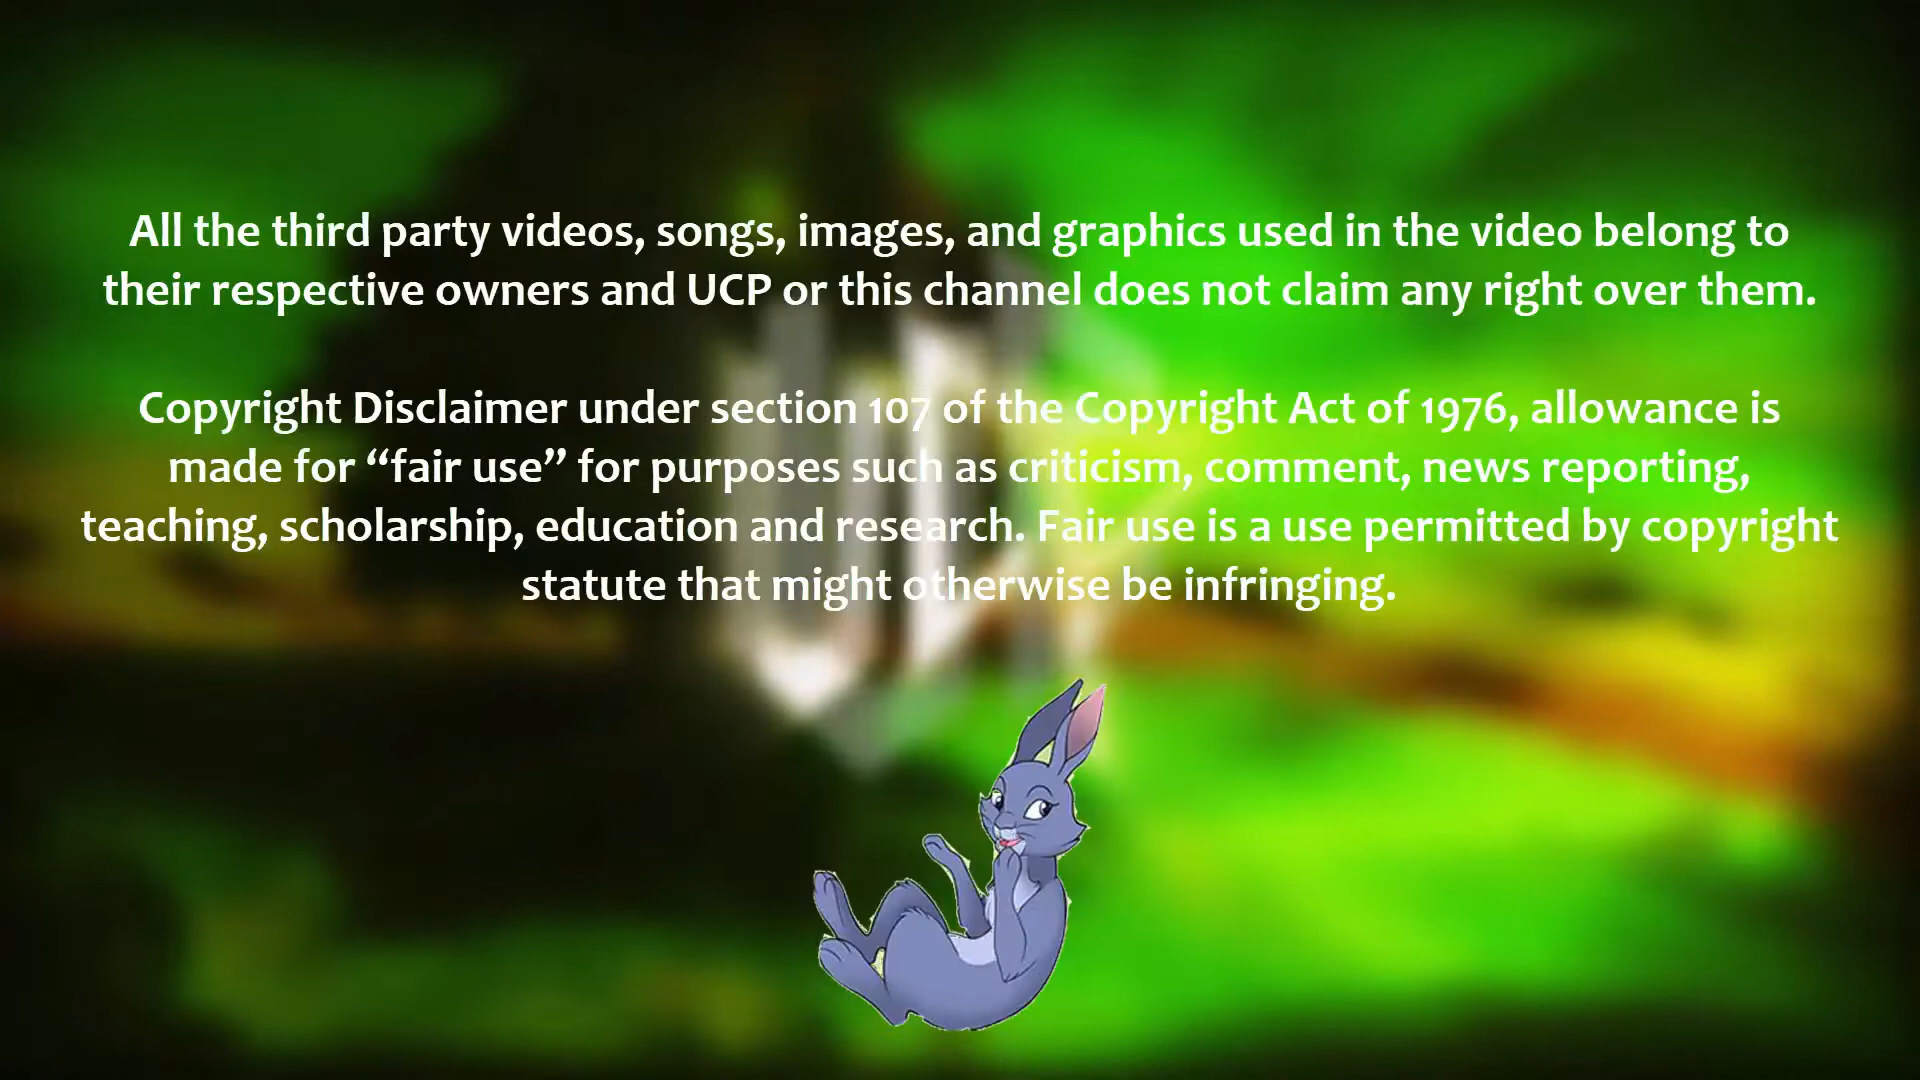 All the third party videos, songs, images, and graphics used in the video belong to
their respective owners and UCP or this channel does not claim any right over them.
Copyright Disclaimer under section 107 of the Copyright Act of 1976, allowance is
made for “fair use” for purposes such as criticism, comment, news reporting,
teaching, scholarship, education and research. Fair use is a use permitted by copyright
statute that might otherwise be infringing.